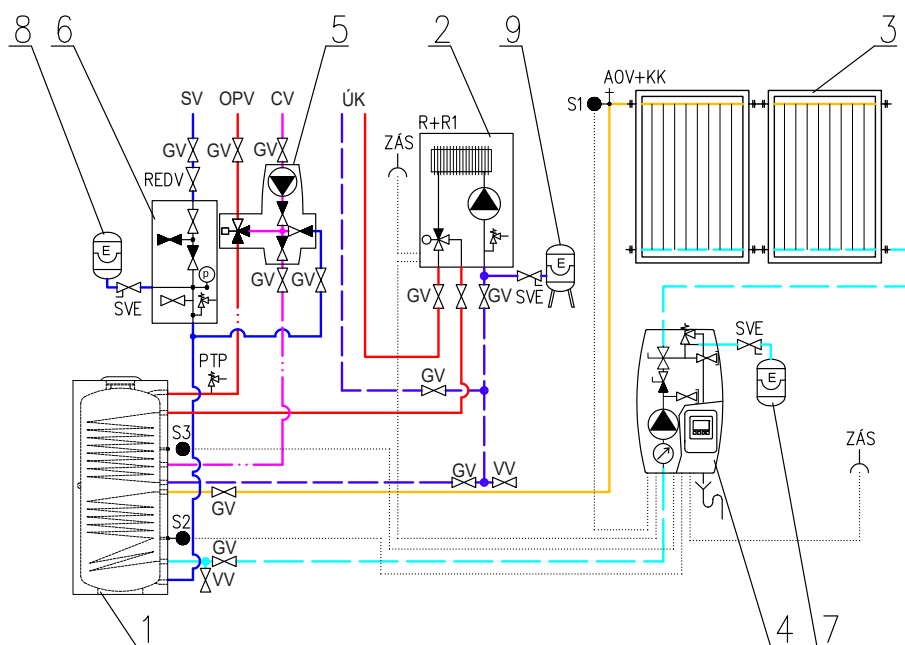 8 6 5 2 9 3
AOV+KK
SV OPV CV ÚK S1
R+R1
ZÁS
GV GV GV
REDV
E
E
P
GV GV
GV GV
SVE
SVE
SVE
E
PTP
GV
S3
ZÁS
GV VV
GV
S2
GV
VV
1 4 7